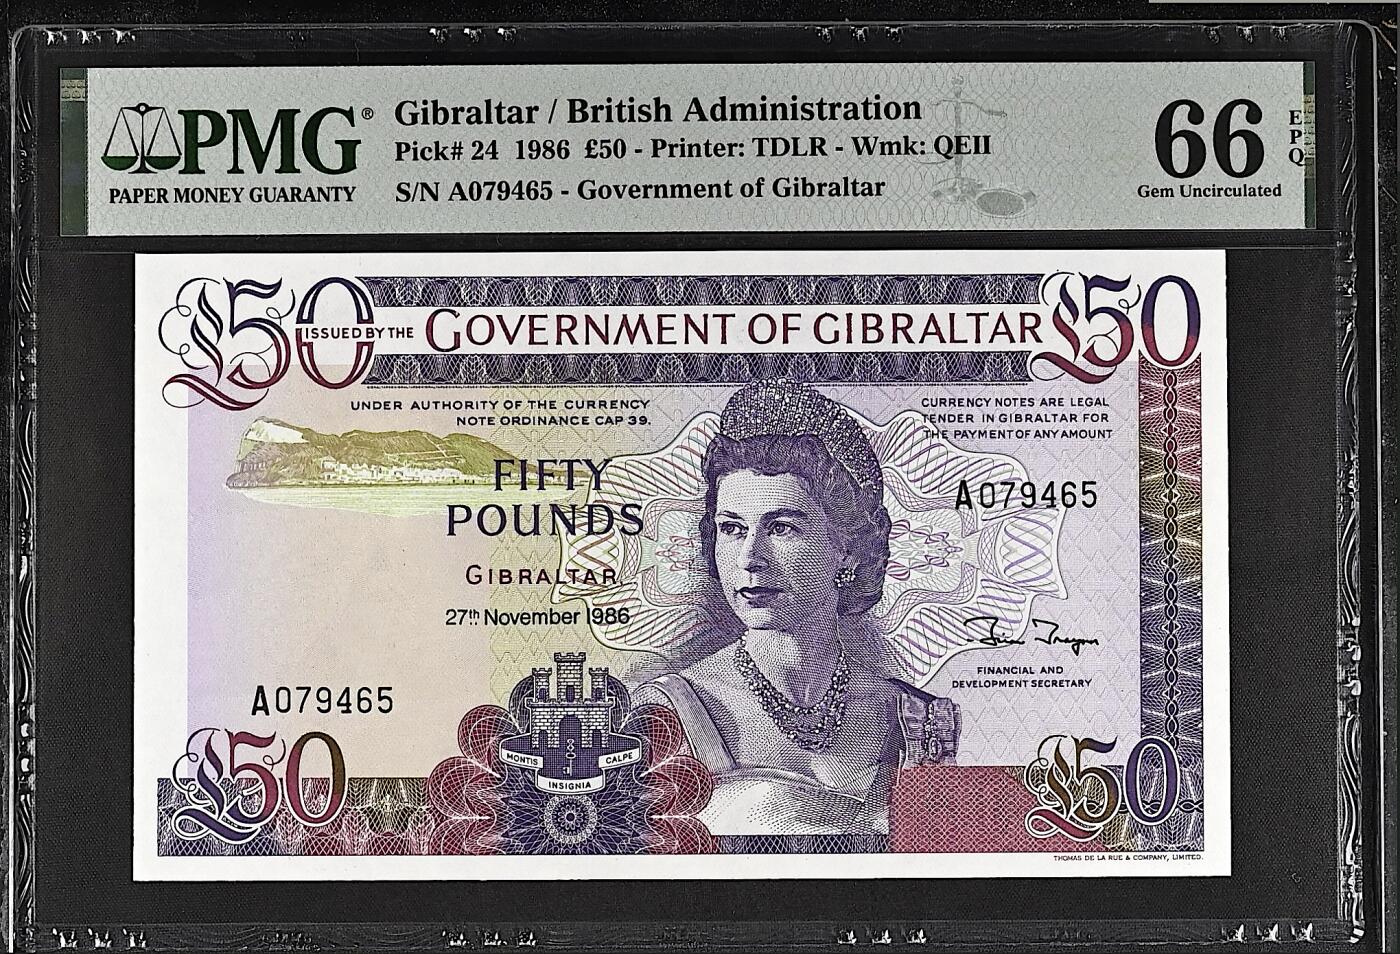 PMG®
PAPER MONEY GUARANTY
Gibraltar / British Administration
Pick# 24 1986 £50 - Printer: TDLR - Wmk: QEII
S/N A079465 - Government of Gibraltar
66
EPQ
Gem Uncirculated
£50
ISSUED BY THE GOVERNMENT OF GIBRALTAR
£50
UNDER AUTHORITY OF THE CURRENCY
NOTE ORDINANCE CAP 39.
CURRENCY NOTES ARE LEGAL
TENDER IN GIBRALTAR FOR
THE PAYMENT OF ANY AMOUNT
FIFTY
POUNDS
A079465
GIBRALTAR
27th November 1986
FINANCIAL AND
DEVELOPMENT SECRETARY
A079465
MONTIS
CALPE
INSIGNIA
£50
£50
THOMAS DE LA RUE & COMPANY, LIMITED.